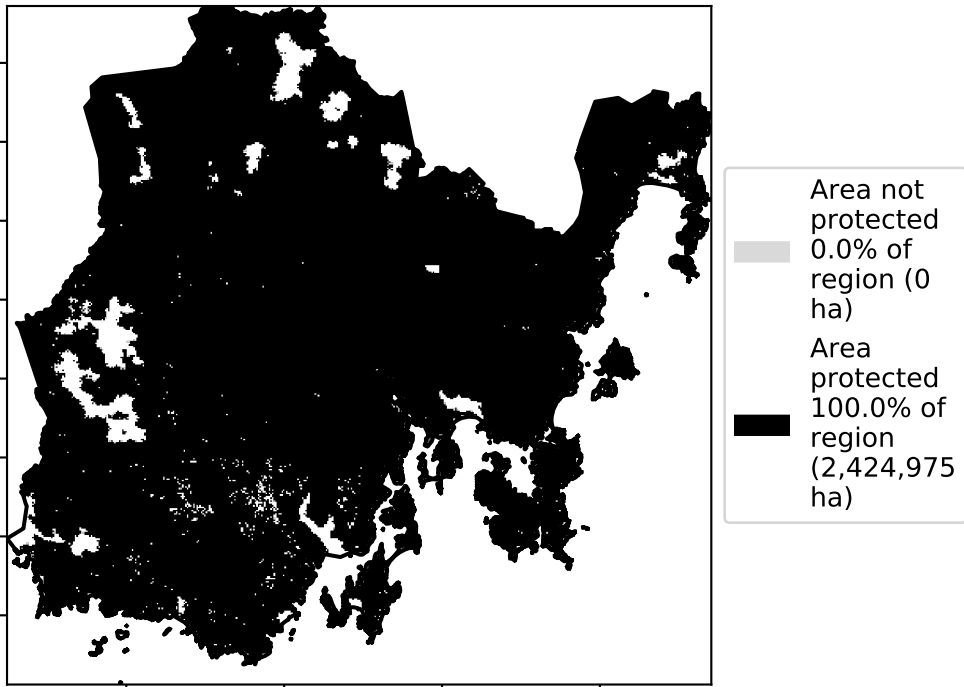 Area not
protected
0.0% of
region (0
ha)
Area
protected
100.0% of
region
(2,424,975
ha)